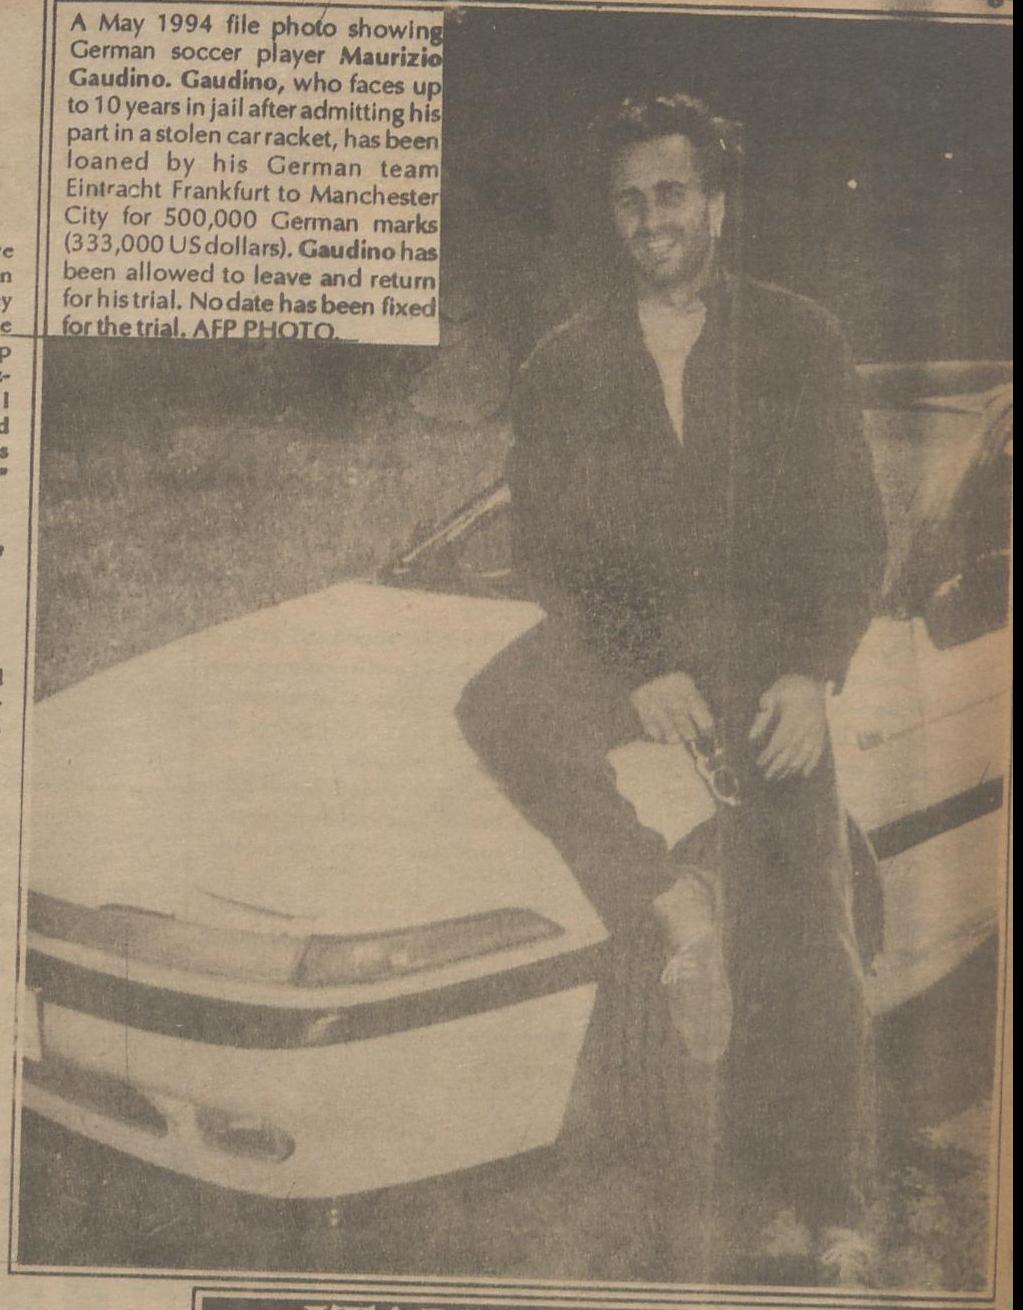 A May 1994 file photo showing
German soccer player Maurizio
Gaudino. Gaudino, who faces up
to 10 years in jail after admitting his
part in a stolen car racket, has been
loaned by his German team
Eintracht Frankfurt to Manchester
City for 500,000 German marks
(333,000 US dollars). Gaudino has
been allowed to leave and return
for his trial. No date has been fixed
for the trial. AFP PHOTO.